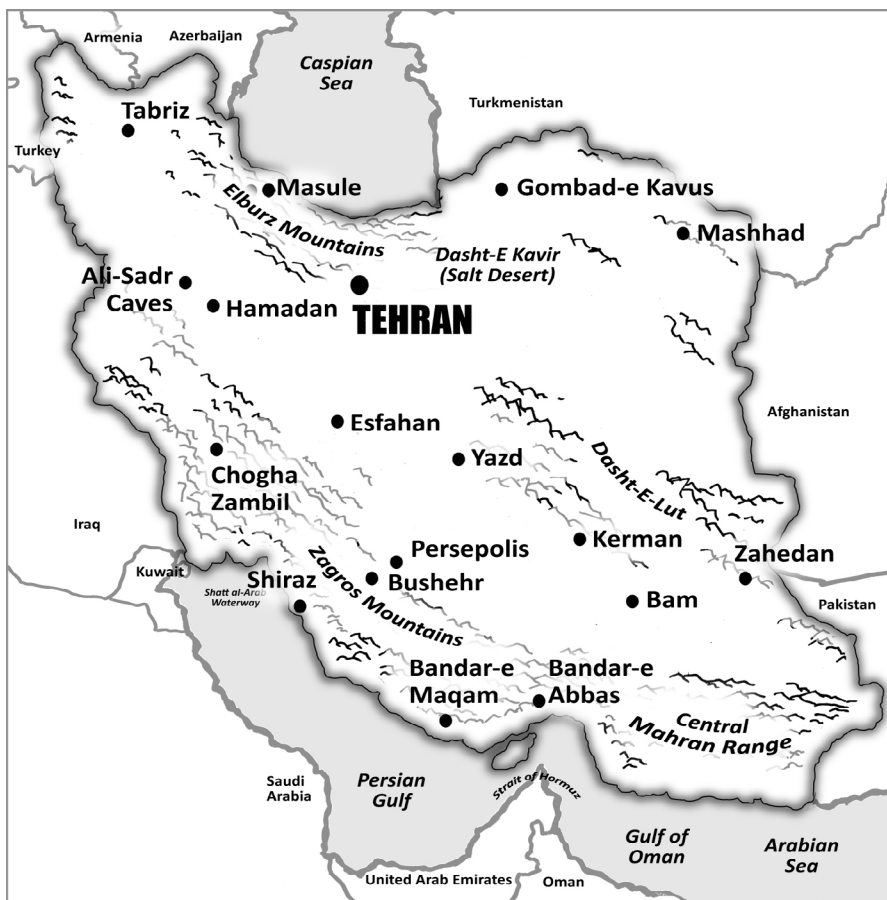 Armenia
Azerbaijan
Caspian
Sea
Turkmenistan
Tabriz
Turkey
Masule
Gombad-e Kavus
Elburz Mountains
Mashhad
Dasht-E Kavir
(Salt Desert)
Ali-Sadr
Caves
Hamadan
TEHRAN
Afghanistan
Esfahan
Yazd
Chogha
Zambil
Dasht-E-Lut
Iraq
Kerman
Persepolis
Zahedan
Zagros Mountains
Kuwait
Shiraz
Bushehr
Shatt al-Arab
Waterway
Bam
Pakistan
Bandar-e
Maqam
Bandar-e
Abbas
Central
Mahran Range
Saudi
Arabia
Persian
Gulf
Strait of Hormuz
Gulf of
Oman
Arabian
Sea
United Arab Emirates
Oman